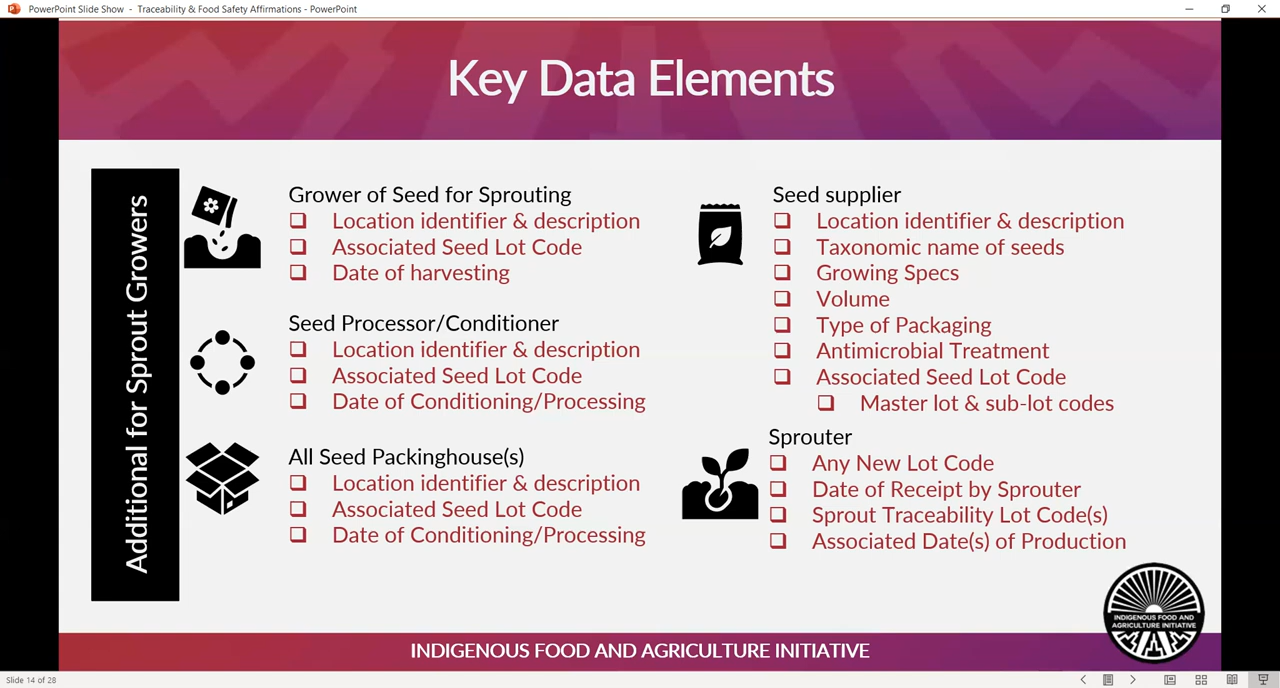 PowerPoint Slide Show - Traceability & Food Safety Affirmations - PowerPoint
Key Data Elements
Additional for Sprout Growers
Grower of Seed for Sprouting
Location identifier & description
Associated Seed Lot Code
Date of harvesting
Seed Processor/Conditioner
Location identifier & description
Associated Seed Lot Code
Date of Conditioning/Processing
All Seed Packinghouse(s)
Location identifier & description
Associated Seed Lot Code
Date of Conditioning/Processing
Seed supplier
Location identifier & description
Taxonomic name of seeds
Growing Specs
Volume
Type of Packaging
Antimicrobial Treatment
Associated Seed Lot Code
Master lot & sub-lot codes
Sprouter
Any New Lot Code
Date of Receipt by Sprouter
Sprout Traceability Lot Code(s)
Associated Date(s) of Production
INDIGENOUS FOOD AND
AGRICULTURE INITIATIVE
INDIGENOUS FOOD AND AGRICULTURE INITIATIVE
Slide 14 of 28